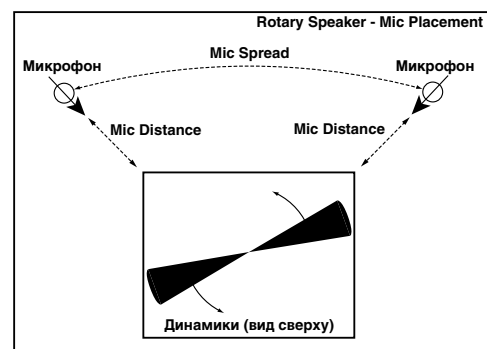 Rotary Speaker - Mic Placement
Mic Spread
Микрофон
Микрофон
Mic Distance
Mic Distance
Динамики (вид сверху)